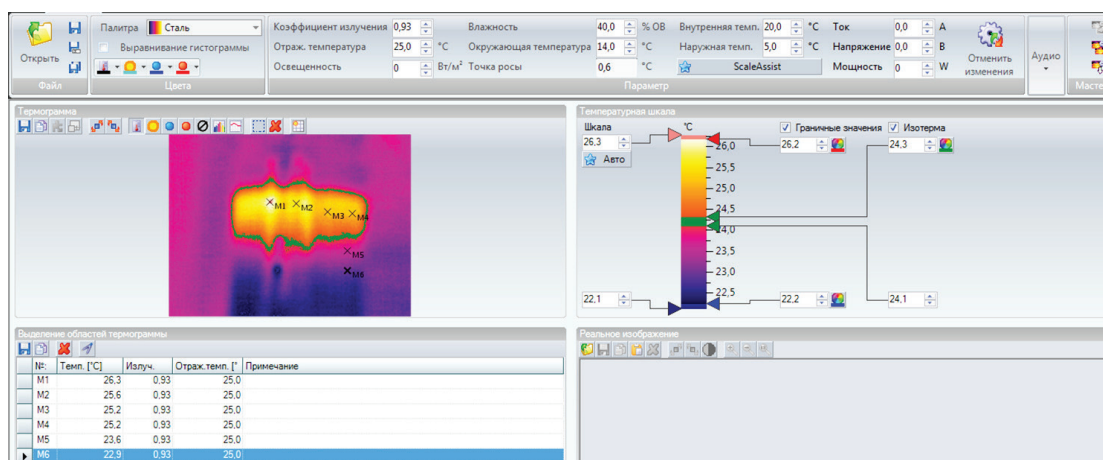 Палитра Сталь Коэффициент излучения 0,93 Влажность 40,0 % ОВ Внутренняя темп. 20,0 °C Ток 0,0 A
Выравнивание гистограммы Отраж. температура 25,0 °C Окружающая температура 14,0 °C Наружная темп. 5,0 °C Напряжение 0,0 В
Открыть Освещенность 0 Вт/м² Точка росы 0,6 °C ScaleAssist Мощность 0 W Отменить изменения Аудио
Файл Цвета Параметр Масте
Термограмма
M1 M2 M3 M4
M5
M6
Температурная шкала
Шкала °C Граничные значения Изотерма
26,3 26,2 24,3
Авто
26,0
25,5
25,0
24,5
24,0
23,5
23,0
22,5
22,1 22,2 24,1
Выделение областей термограммы
№: Темп. [°C] Излуч. Отраж.темп. [° Примечание
M1 26,3 0,93 25,0
M2 25,6 0,93 25,0
M3 25,2 0,93 25,0
M4 25,2 0,93 25,0
M5 23,6 0,93 25,0
M6 22,9 0,93 25,0
Реальное изображение